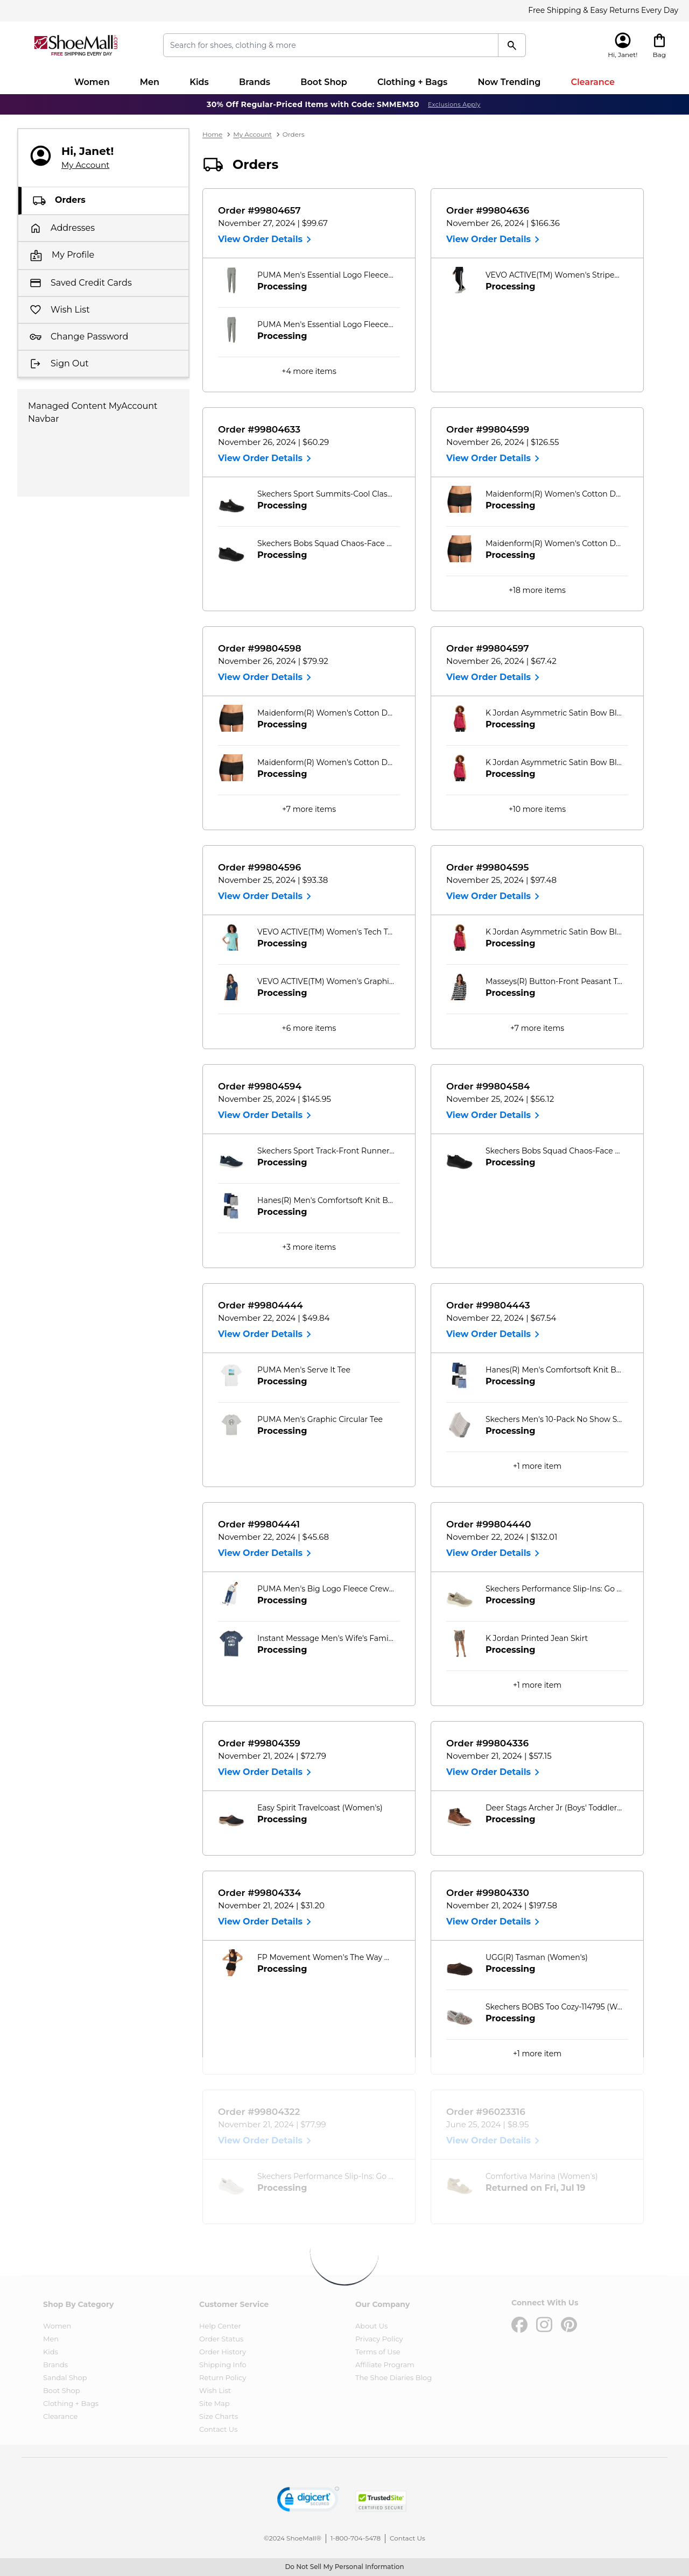 Free Shipping & Easy Returns Every Day
ShoeMall.com
FREE SHIPPING EVERY DAY
Search for shoes, clothing & more
Hi, Janet!
Bag
Women
Men
Kids
Brands
Boot Shop
Clothing + Bags
Now Trending
Clearance
30% Off Regular-Priced Items with Code: SMMEM30
Exclusions Apply
Hi, Janet!
My Account
Orders
Addresses
My Profile
Saved Credit Cards
Wish List
Change Password
Sign Out
Managed Content MyAccount
Navbar
Home > My Account > Orders
Orders
Order #99804657
November 27, 2024 | $99.67
View Order Details
PUMA Men's Essential Logo Fleece...
Processing
PUMA Men's Essential Logo Fleece...
Processing
+4 more items
Order #99804636
November 26, 2024 | $166.36
View Order Details
VEVO ACTIVE(TM) Women's Stripe...
Processing
Order #99804633
November 26, 2024 | $60.29
View Order Details
Skechers Sport Summits-Cool Clas...
Processing
Skechers Bobs Squad Chaos-Face ...
Processing
Order #99804599
November 26, 2024 | $126.55
View Order Details
Maidenform(R) Women's Cotton D...
Processing
Maidenform(R) Women's Cotton D...
Processing
+18 more items
Order #99804598
November 26, 2024 | $79.92
View Order Details
Maidenform(R) Women's Cotton D...
Processing
Maidenform(R) Women's Cotton D...
Processing
+7 more items
Order #99804597
November 26, 2024 | $67.42
View Order Details
K Jordan Asymmetric Satin Bow Bl...
Processing
K Jordan Asymmetric Satin Bow Bl...
Processing
+10 more items
Order #99804596
November 25, 2024 | $93.38
View Order Details
VEVO ACTIVE(TM) Women's Tech T...
Processing
VEVO ACTIVE(TM) Women's Graphi...
Processing
+6 more items
Order #99804595
November 25, 2024 | $97.48
View Order Details
K Jordan Asymmetric Satin Bow Bl...
Processing
Masseys(R) Button-Front Peasant T...
Processing
+7 more items
Order #99804594
November 25, 2024 | $145.95
View Order Details
Skechers Sport Track-Front Runner...
Processing
Hanes(R) Men's Comfortsoft Knit B...
Processing
+3 more items
Order #99804584
November 25, 2024 | $56.12
View Order Details
Skechers Bobs Squad Chaos-Face ...
Processing
Order #99804444
November 22, 2024 | $49.84
View Order Details
PUMA Men's Serve It Tee
Processing
PUMA Men's Graphic Circular Tee
Processing
Order #99804443
November 22, 2024 | $67.54
View Order Details
Hanes(R) Men's Comfortsoft Knit B...
Processing
Skechers Men's 10-Pack No Show S...
Processing
+1 more item
Order #99804441
November 22, 2024 | $45.68
View Order Details
PUMA Men's Big Logo Fleece Crew...
Processing
Instant Message Men's Wife's Fami...
Processing
Order #99804440
November 22, 2024 | $132.01
View Order Details
Skechers Performance Slip-Ins: Go ...
Processing
K Jordan Printed Jean Skirt
Processing
+1 more item
Order #99804359
November 21, 2024 | $72.79
View Order Details
Easy Spirit Travelcoast (Women's)
Processing
Order #99804336
November 21, 2024 | $57.15
View Order Details
Deer Stags Archer Jr (Boys' Toddler...
Processing
Order #99804334
November 21, 2024 | $31.20
View Order Details
FP Movement Women's The Way ...
Processing
Order #99804330
November 21, 2024 | $197.58
View Order Details
UGG(R) Tasman (Women's)
Processing
Skechers BOBS Too Cozy-114795 (W...
Processing
+1 more item
Order #99804322
November 21, 2024 | $77.99
View Order Details
Skechers Performance Slip-Ins: Go ...
Processing
Order #96023316
June 25, 2024 | $8.95
View Order Details
Comfortiva Marina (Women's)
Returned on Fri, Jul 19
Shop By Category
Women
Men
Kids
Brands
Sandal Shop
Boot Shop
Clothing + Bags
Clearance
Customer Service
Help Center
Order Status
Order History
Shipping Info
Return Policy
Wish List
Site Map
Size Charts
Contact Us
Our Company
About Us
Privacy Policy
Terms of Use
Affiliate Program
The Shoe Diaries Blog
Connect With Us
digicert
SECURED
TrustedSite
CERTIFIED SECURE
©2024 ShoeMall® | 1-800-704-5478 | Contact Us
Do Not Sell My Personal Information